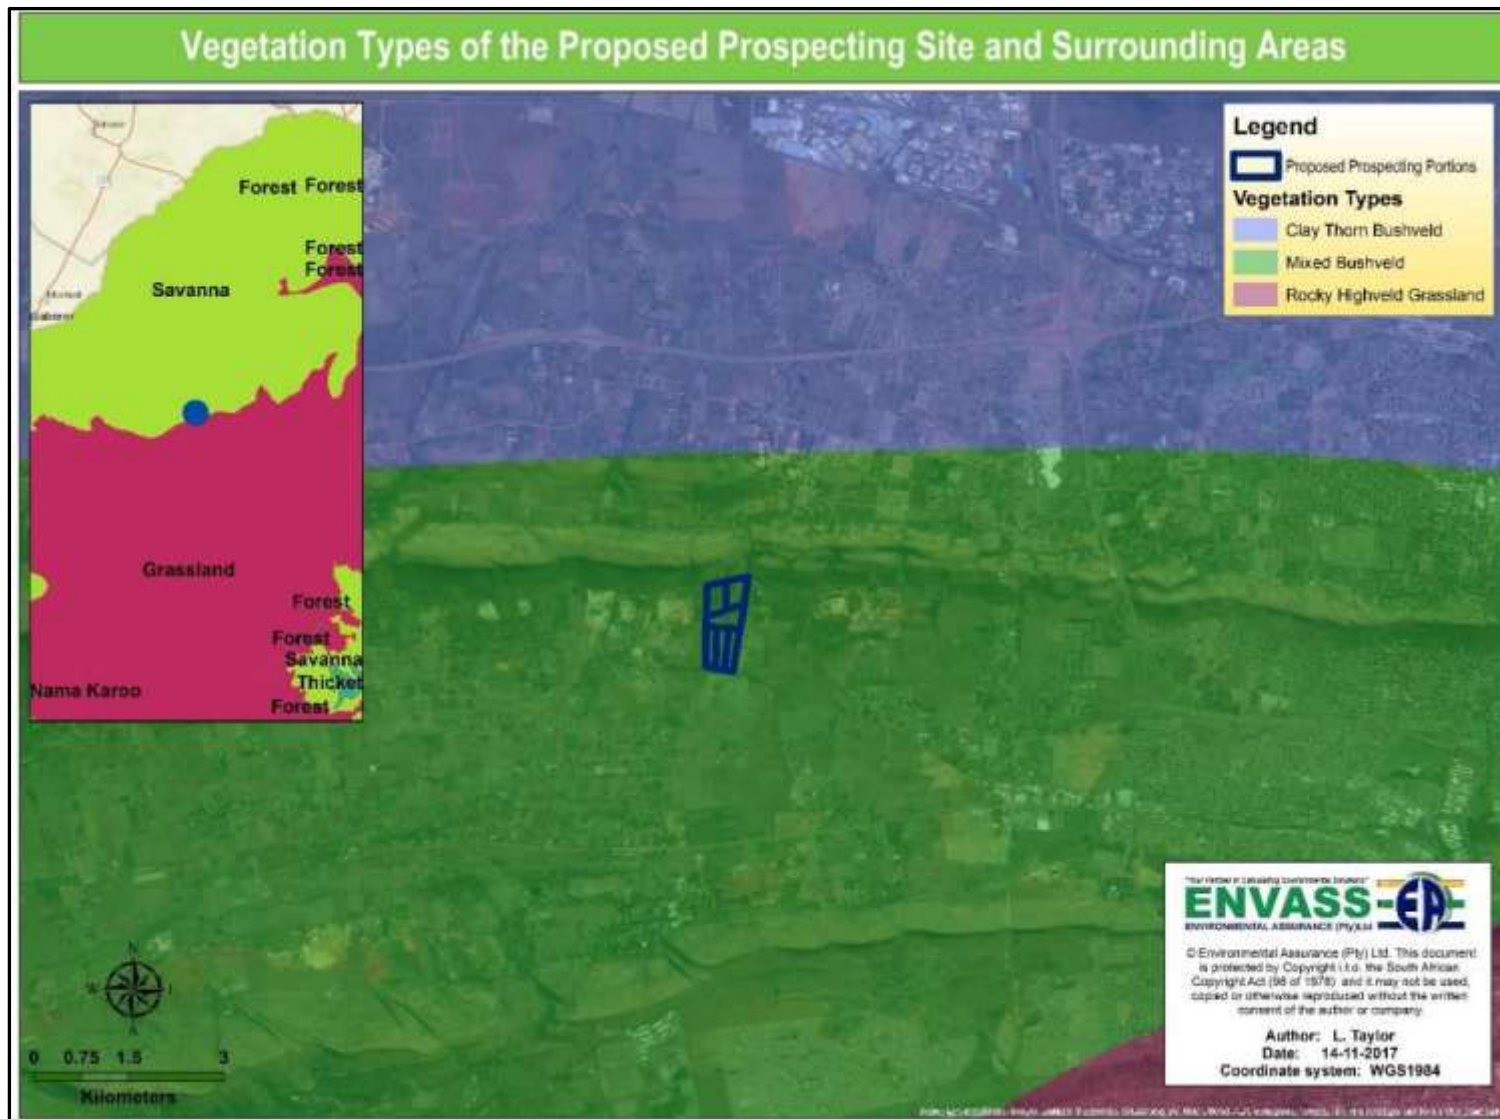 Vegetation Types of the Proposed Prospecting Site and Surrounding Areas
Forest Forest
Forest
Forest
Savanna
Grassland
Forest
Forest
Savanna
Thicket
Nama Karoo
Forest
Legend
Proposed Prospecting Portions
Vegetation Types
Clay Thorn Bushveld
Mixed Bushveld
Rocky Highveld Grassland
N
W
0 0.75 1.5 3
Kilometers
ENVASS EA
ENVIRONMENTAL ASSURANCE (Pty)Ltd
© Environmental Assurance (Pty) Ltd. This document
is protected by Copyright i.t.o. the South African
Copyright Act (98 of 1978) and it may not be used,
copied or otherwise reproduced without the written
consent of the author or company.
Author: L. Taylor
Date: 14-11-2017
Coordinate system: WGS1984